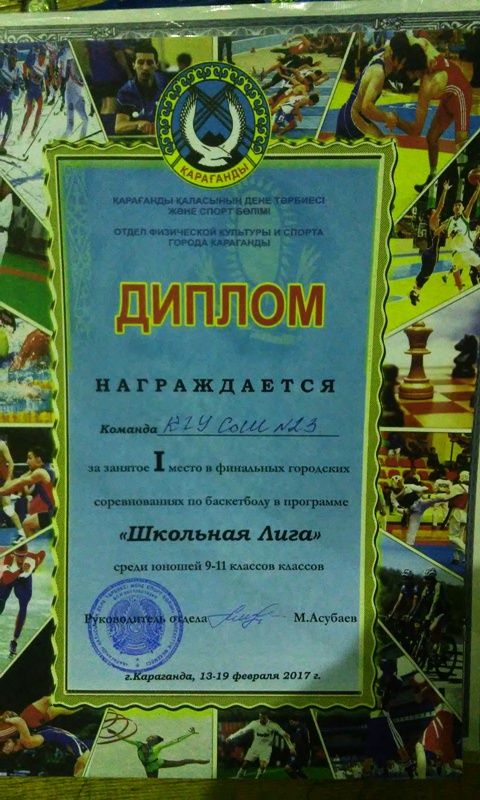 ҚАРАҒАНДЫ
ҚАРАҒАНДЫ ҚАЛАСЫНЫҢ ДЕНЕ ТӘРБИЕСІ
ЖӘНЕ СПОРТ БӨЛІМІ
ОТДЕЛ ФИЗИЧЕСКОЙ КУЛЬТУРЫ И СПОРТА
ГОРОДА КАРАГАНДЫ
ДИПЛОМ
НАГРАЖДАЕТСЯ
Команда КГУ СОШ №23
за занятое I место в финальных городских
соревнованиях по баскетболу в программе
«Школьная Лига»
среди юношей 9-11 классов классов
Руководитель отдела М.Асубаев
г.Караганда, 13-19 февраля 2017 г.